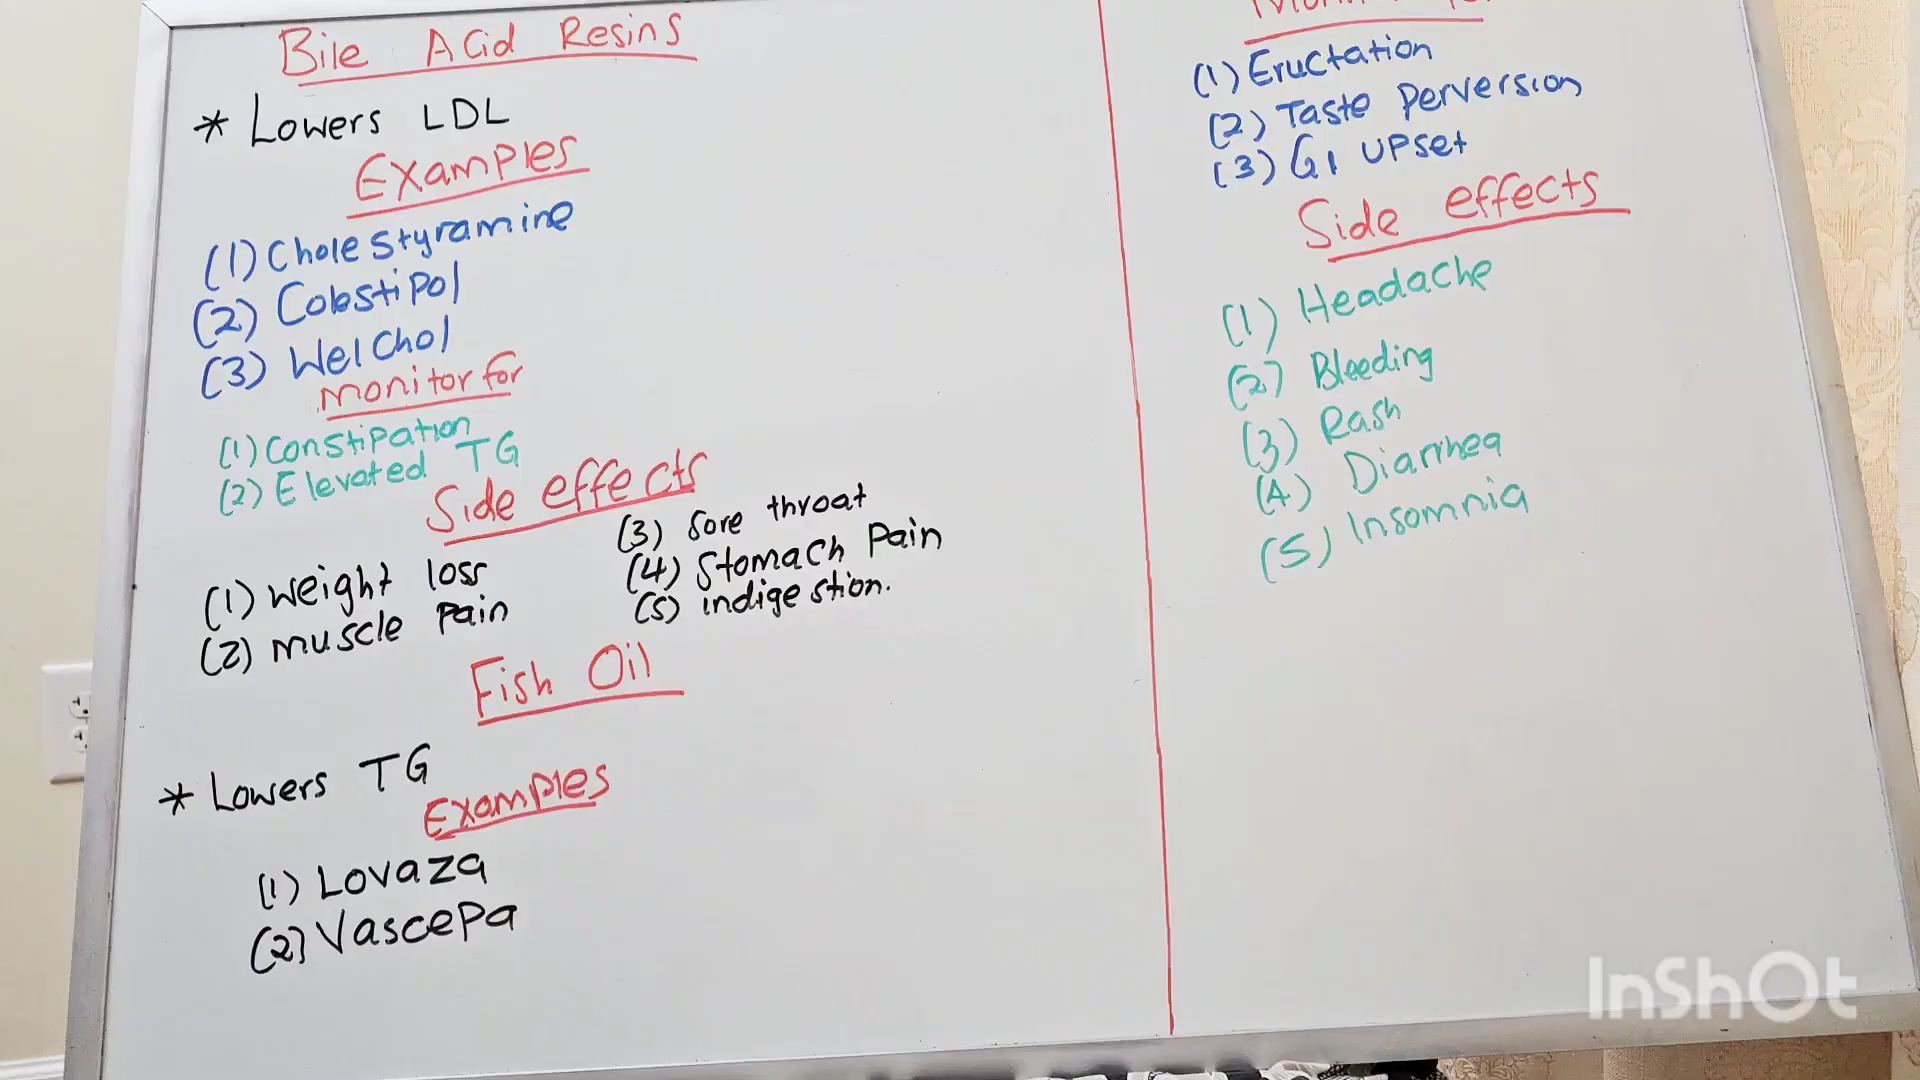 Bile Acid Resins
* Lowers LDL
Examples
(1) Cholestyramine
(2) Colestipol
(3) Welchol
monitor for
(1) Constipation
(2) Elevated TG
Side effects
(1) weight loss
(2) muscle pain
(3) Sore throat
(4) Stomach Pain
(5) indigestion.
Fish Oil
* Lowers TG
Examples
(1) Lovaza
(2) Vascepa
(1) Eructation
(2) Taste Perversion
(3) GI Upset
Side effects
(1) Headache
(2) Bleeding
(3) Rash
(4) Diarrhea
(5) Insomnia
InShOt